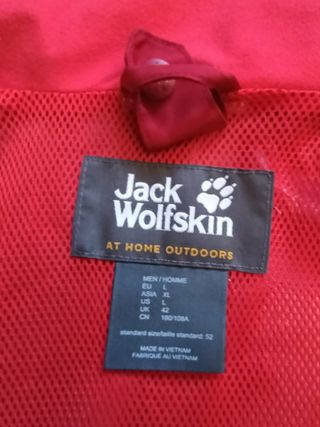 Jack
Wolfskin
AT HOME OUTDOORS
MEN / HOMME
EU L
ASIA XL
US L
UK 42
CN 180/108A
standard size/taille standard: 52
MADE IN VIETNAM
FABRIQUÉ AU VIETNAM